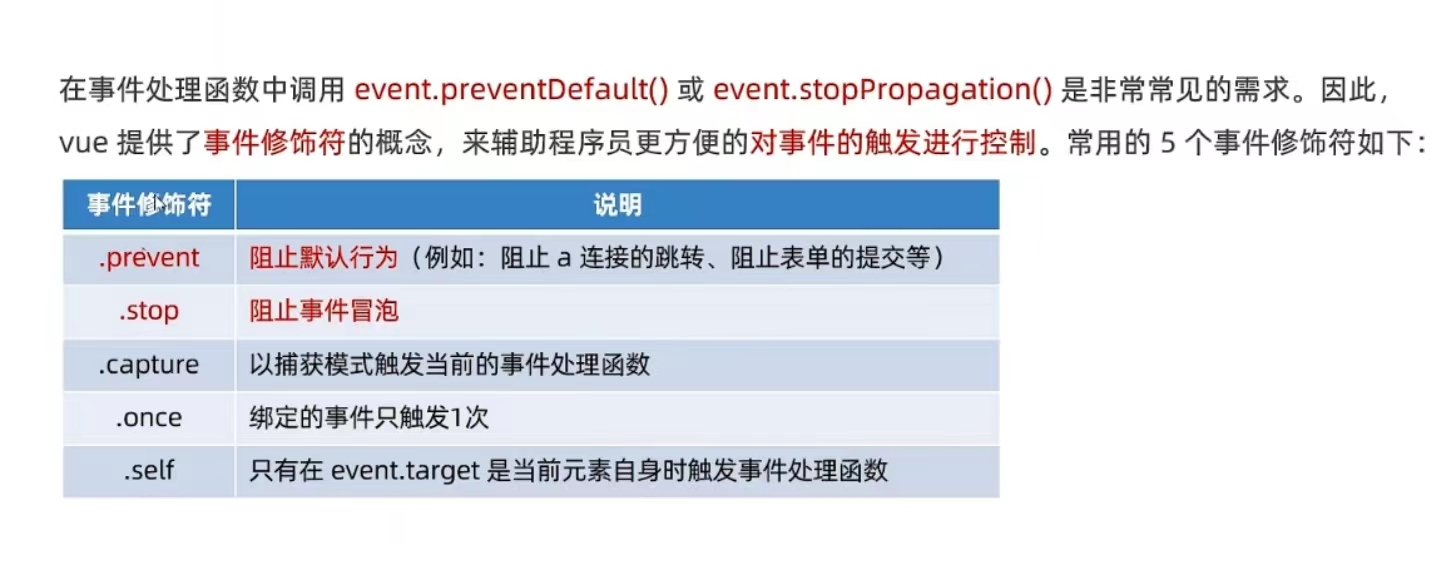 在事件处理函数中调用 event.preventDefault() 或 event.stopPropagation() 是非常常见的需求。因此，
vue 提供了事件修饰符的概念，来辅助程序员更方便的对事件的触发进行控制。常用的 5 个事件修饰符如下：
事件修饰符 说明
.prevent 阻止默认行为（例如：阻止 a 连接的跳转、阻止表单的提交等）
.stop 阻止事件冒泡
.capture 以捕获模式触发当前的事件处理函数
.once 绑定的事件只触发1次
.self 只有在 event.target 是当前元素自身时触发事件处理函数